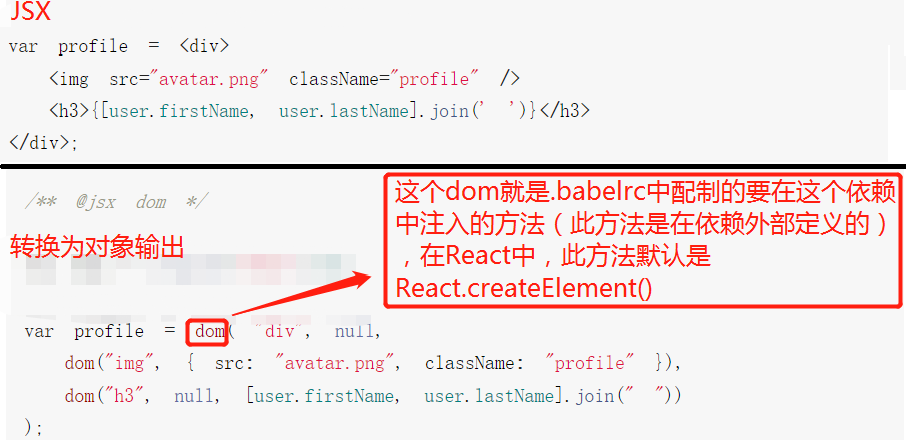 JSX
var profile = <div>
<img src="avatar.png" className="profile" />
<h3>{[user.firstName, user.lastName].join(' ')}</h3>
</div>;
/** @jsx dom */
转换为对象输出
这个dom就是.babelrc中配制的要在这个依赖
中注入的方法（此方法是在依赖外部定义的）
，在React中，此方法默认是
React.createElement()
var profile = dom( "div", null,
dom("img", { src: "avatar.png", className: "profile" }),
dom("h3", null, [user.firstName, user.lastName].join(" "))
);